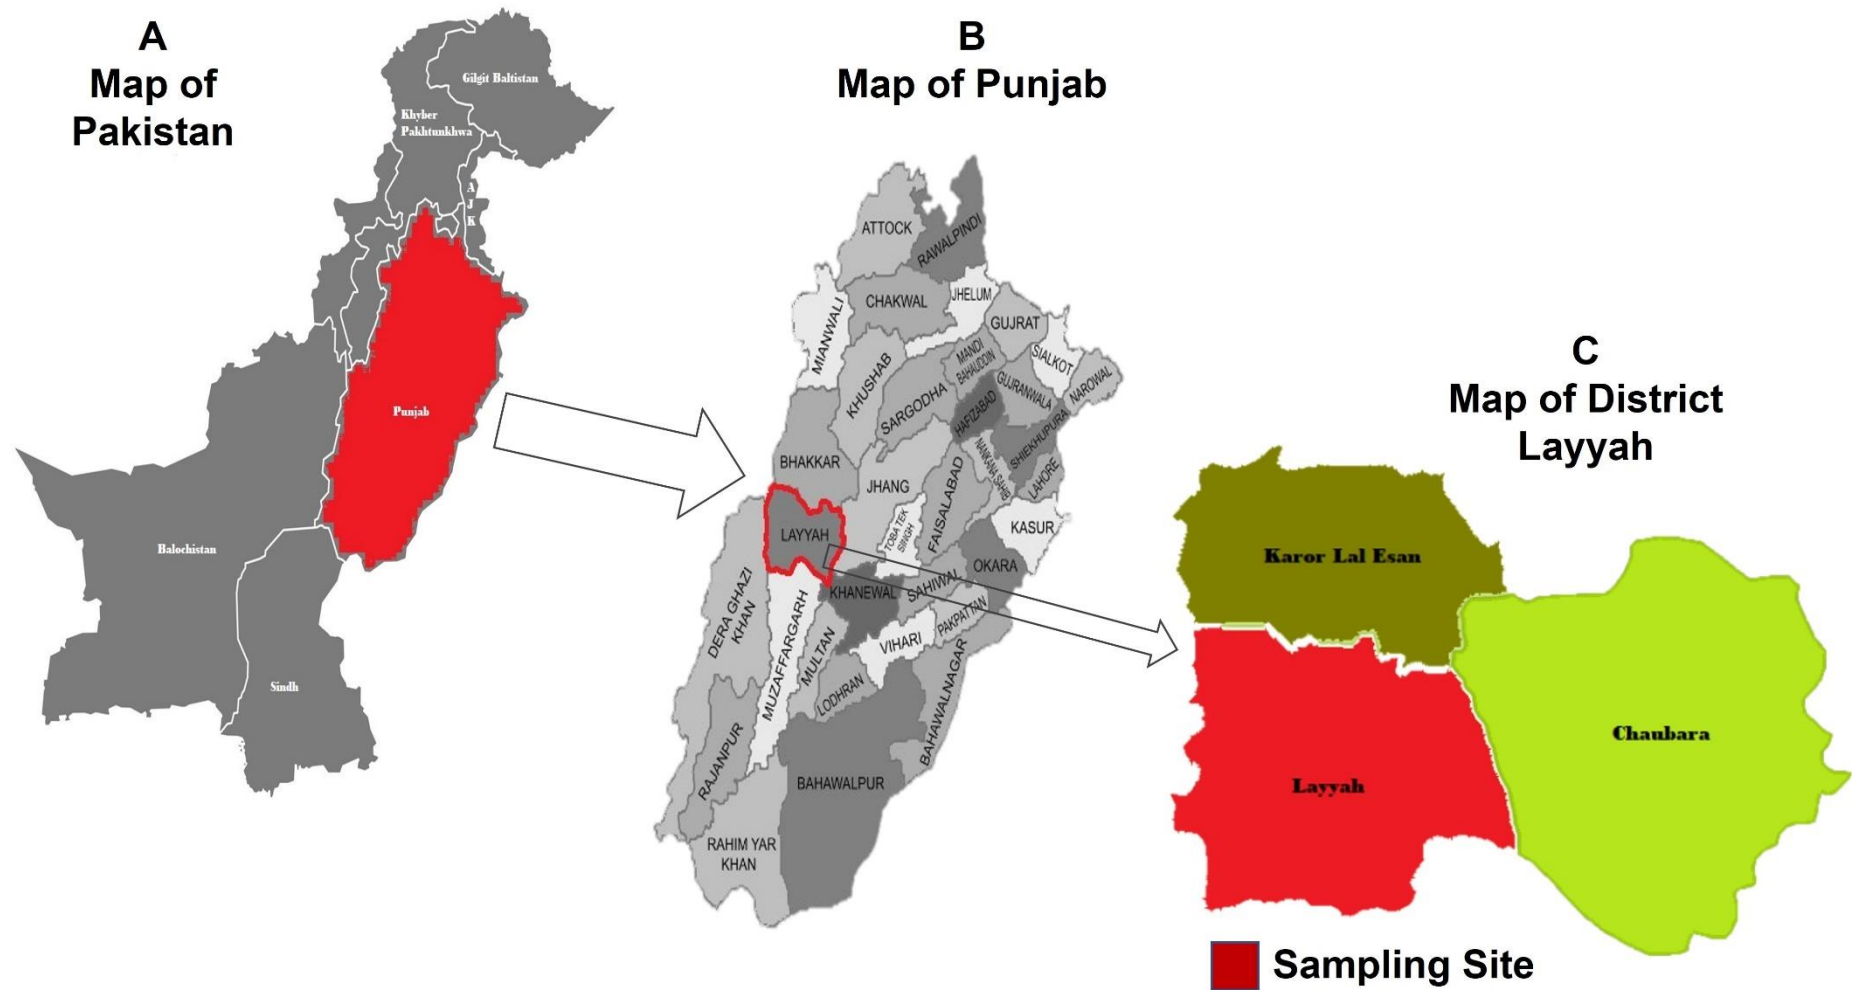 A
Map of
Pakistan
Gilgit Baltistan
Khyber
Pakhtunkhwa
A
J
K
Punjab
Balochistan
Sindh
B
Map of Punjab
ATTOCK
RAWALPINDI
CHAKWAL
JHELUM
MIANWALI
GUJRAT
KHUSHAB
MANDI
BAHAUDDIN
SIALKOT
SARGODHA
GUJRANWALA
NAROWAL
HAFIZABAD
SHIEKHUPURA
BHAKKAR
JHANG
FAISALABAD
NANKANA SAHIB
LAHORE
LAYYAH
TOBA TEK
SINGH
KASUR
OKARA
DERA GHAZI
KHAN
KHANEWAL
SAHIWAL
MUZAFFARGARH
MULTAN
VIHARI
PAKPATTAN
LODHRAN
BAHAWALNAGAR
RAJANPUR
BAHAWALPUR
RAHIM YAR
KHAN
C
Map of District
Layyah
Karor Lal Esan
Chaubara
Layyah
Sampling Site